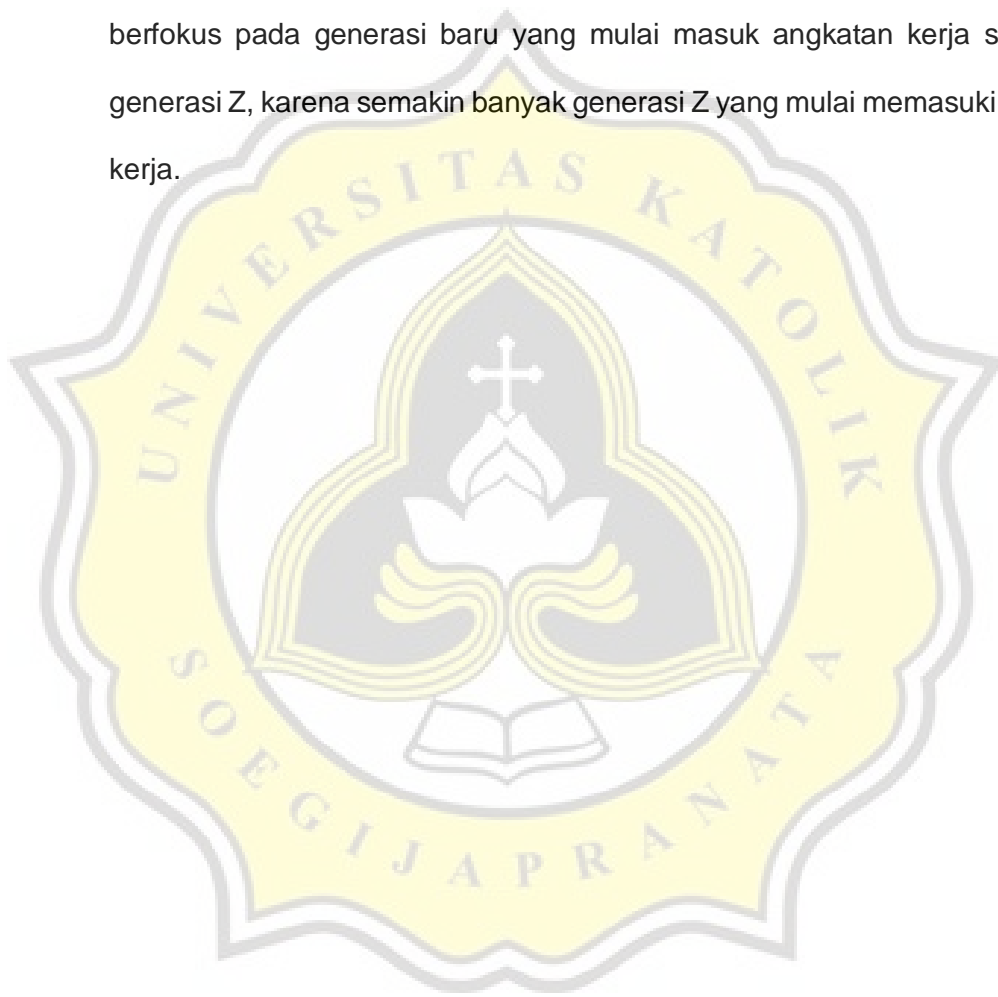 berfokus pada generasi baru yang mulai masuk angkatan kerja s
generasi Z, karena semakin banyak generasi Z yang mulai memasuki
kerja.
UNIVERSITAS KATOLIK
SOEGIJAPRANATA